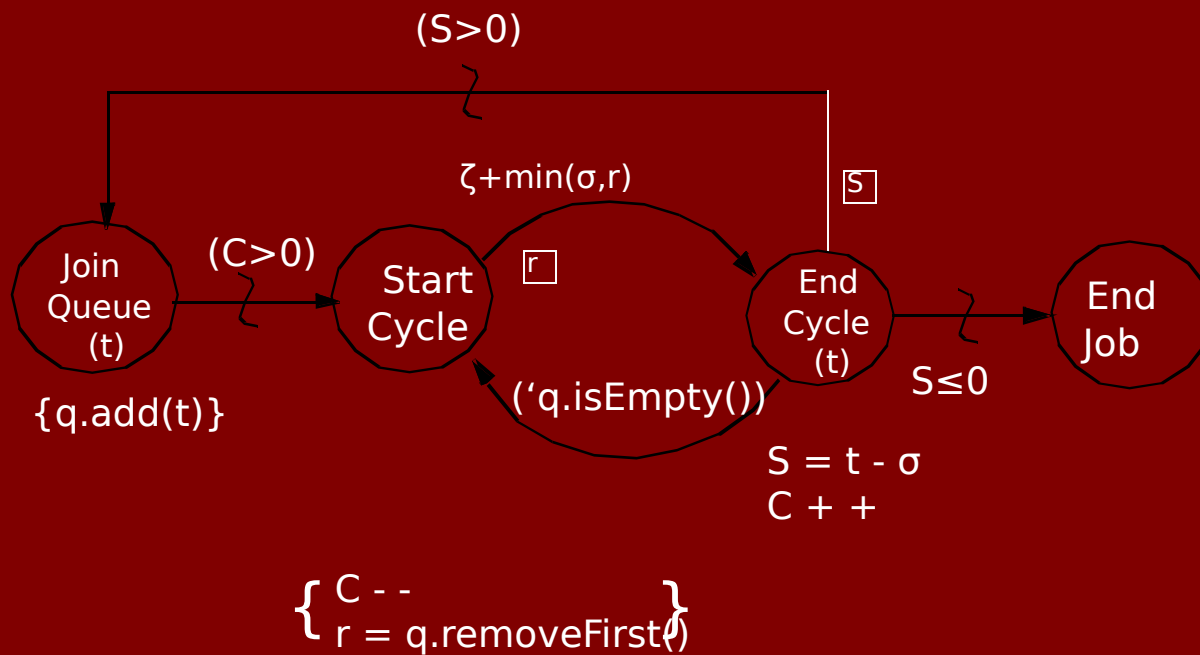 (S>0)
ζ+min(σ,r)
S
(C>0)
r
Join
Queue
(t)
Start
Cycle
End
Cycle
(t)
End
Job
{q.add(t)}
(‘q.isEmpty())
S≤0
S = t - σ
C + +
{ C - - }
r = q.removeFirst()